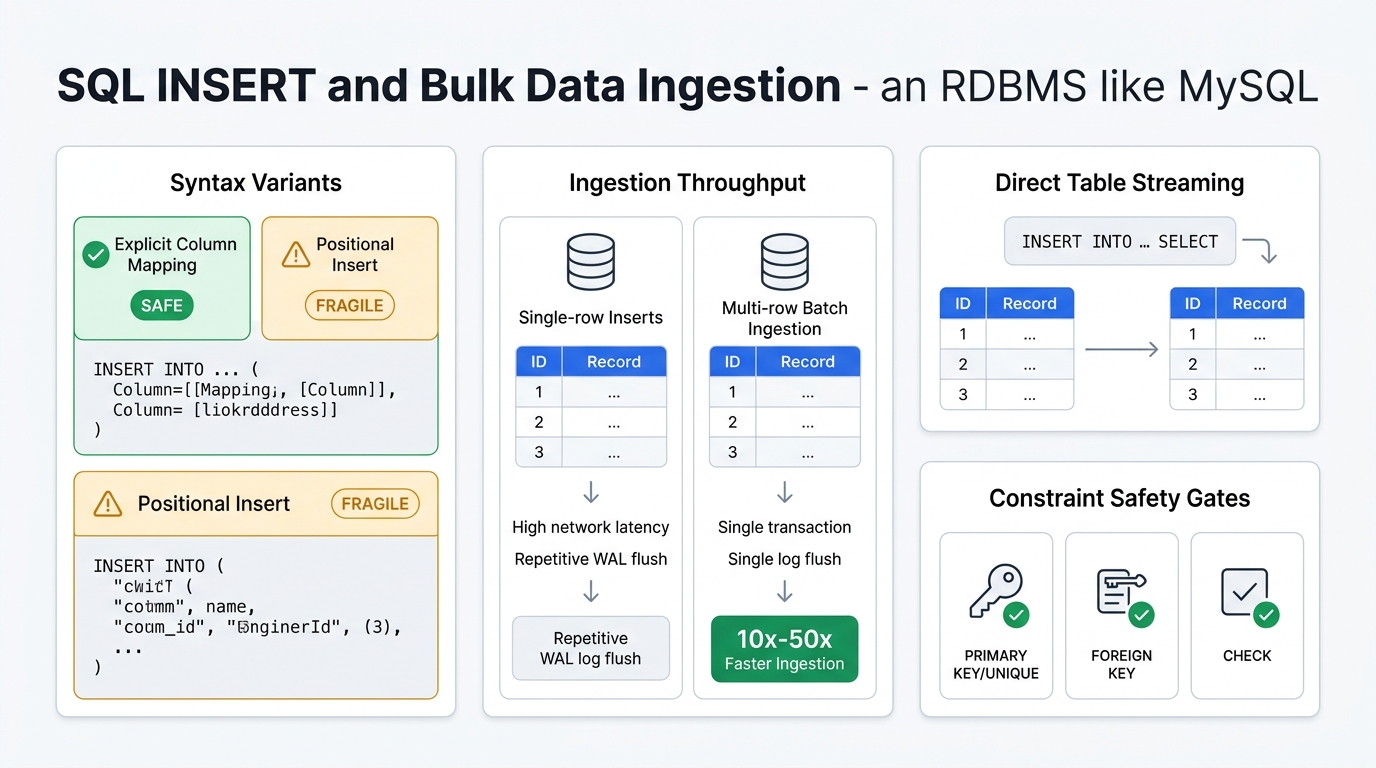 SQL INSERT and Bulk Data Ingestion - an RDBMS like MySQL
Syntax Variants
Explicit Column
Mapping
SAFE
Positional
Insert
FRAGILE
INSERT INTO ... (
Column=[[Mapping;, [Column]],
Column= [liokrdddress]]
)
Positional Insert
FRAGILE
INSERT INTO (
(
name,
(3),
...
)
Ingestion Throughput
Single-row Inserts
ID Record
1 ...
2 ...
3 ...
High network latency
Repetitive WAL flush
Repetitive
WAL log flush
Multi-row Batch
Ingestion
ID Record
1 ...
2 ...
3 ...
Single transaction
Single log flush
10x-50x
Faster Ingestion
Direct Table Streaming
INSERT INTO … SELECT
ID Record
1 ...
2 ...
3 ...
ID Record
1 ...
2 ...
3 ...
Constraint Safety Gates
PRIMARY
KEY/UNIQUE
FOREIGN
KEY
CHECK